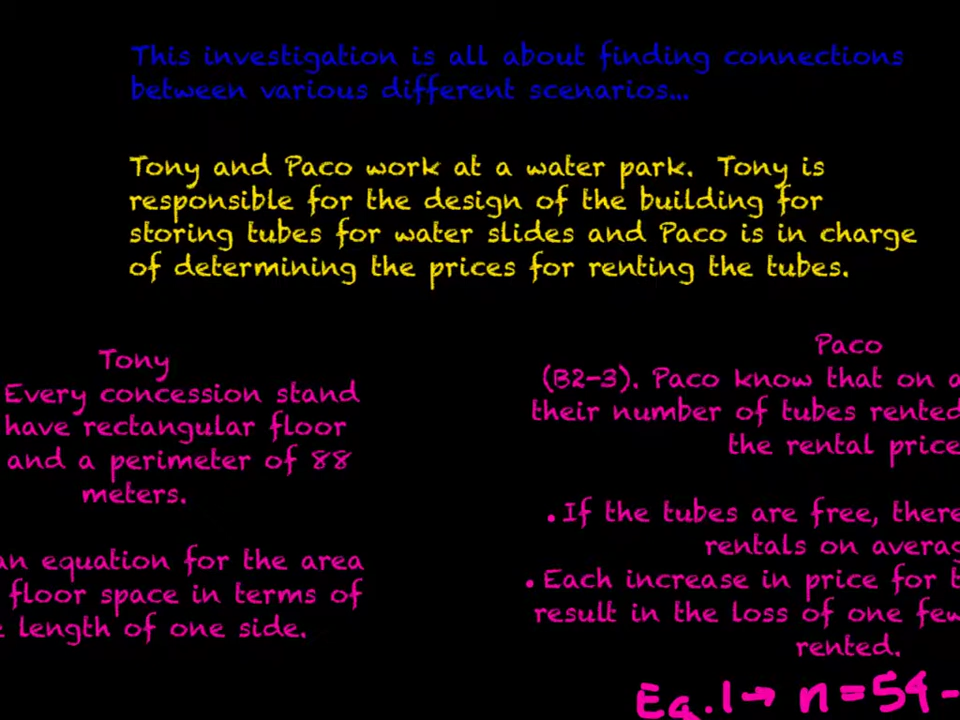 This investigation is all about finding connections
between various different scenarios...
Tony and Paco work at a water park. Tony is
responsible for the design of the building for
storing tubes for water slides and Paco is in charge
of determining the prices for renting the tubes.
Tony
Every concession stand
have rectangular floor
and a perimeter of 88
meters.
an equation for the area
floor space in terms of
length of one side.
Paco
(B2-3). Paco know that on a
their number of tubes rented
the rental price
•If the tubes are free, there
rentals on averag
•Each increase in price for t
result in the loss of one few
rented.
Eq.1→ n=54-